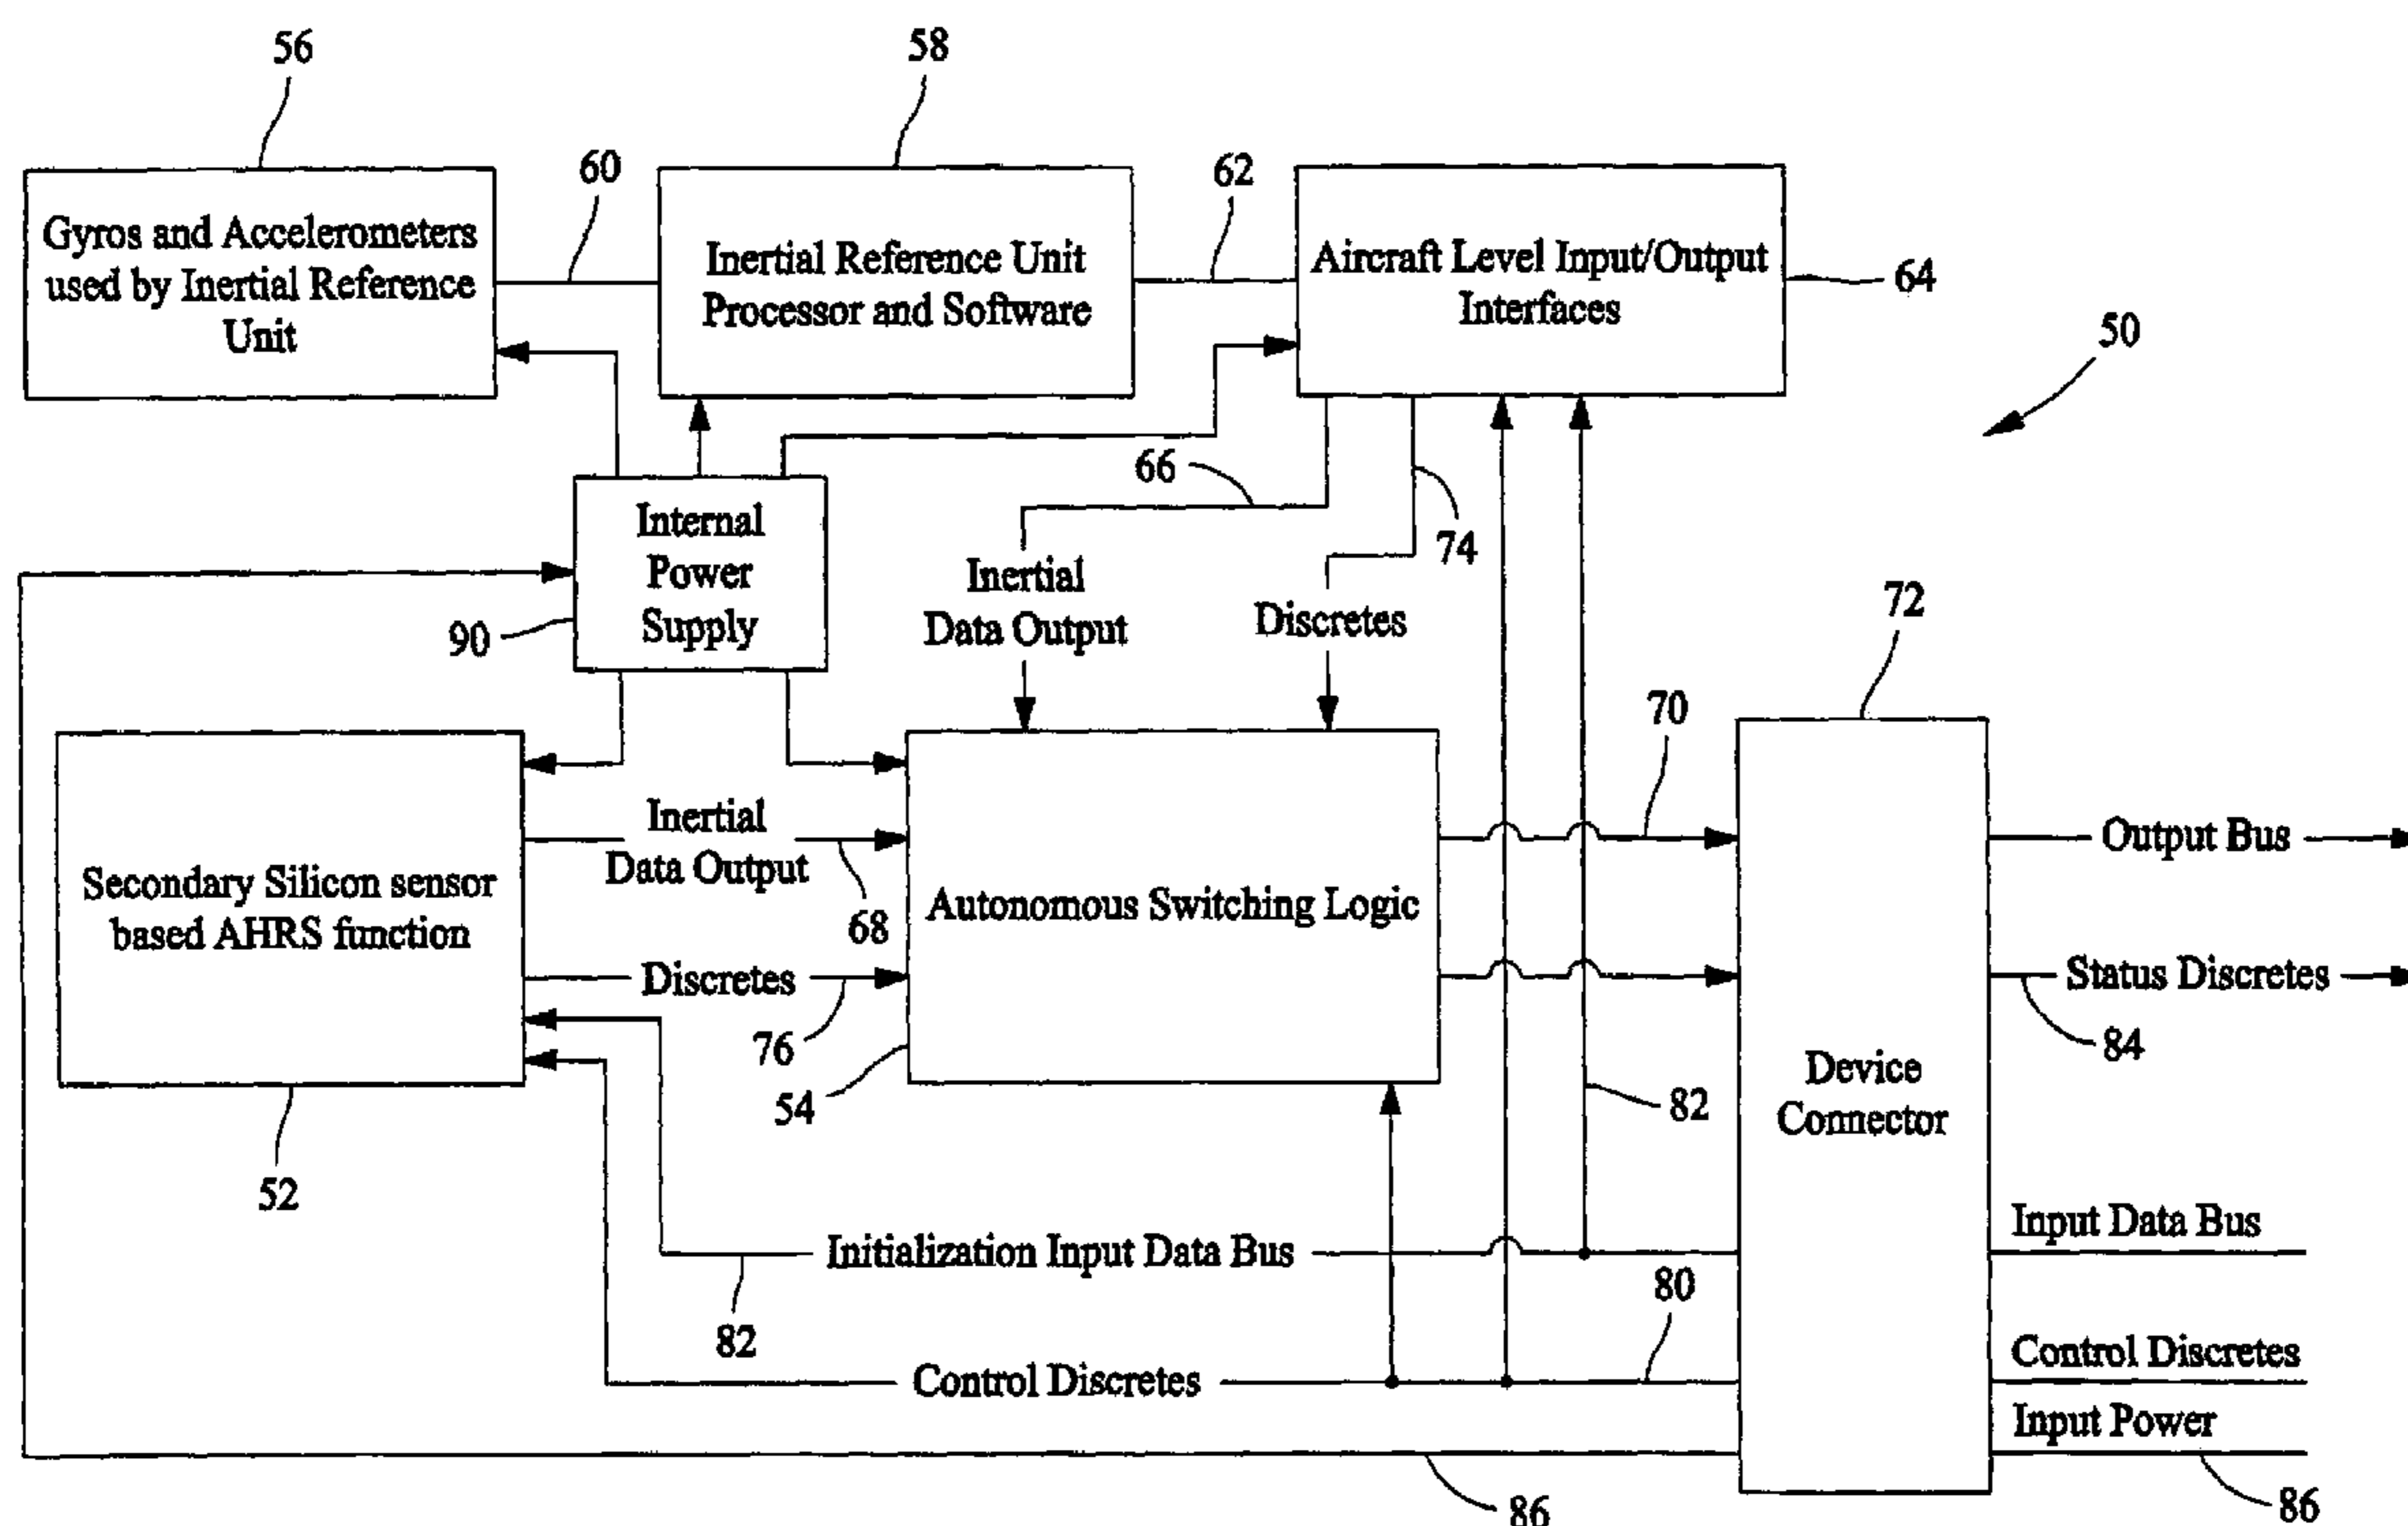 56
58
60
62
Gyros and Accelerometers
used by Inertial Reference
Unit
Inertial Reference Unit
Processor and Software
Aircraft Level Input/Output
Interfaces
64
50
66
74
Internal
Power
Supply
90
Inertial
Data Output
Discretes
72
70
Inertial
Data Output
68
Secondary Silicon sensor
based AHRS function
Autonomous Switching Logic
Output Bus
Discretes
76
Status Discretes
84
52
54
82
Device
Connector
Initialization Input Data Bus
82
Input Data Bus
80
Control Discretes
Control Discretes
Input Power
86
86